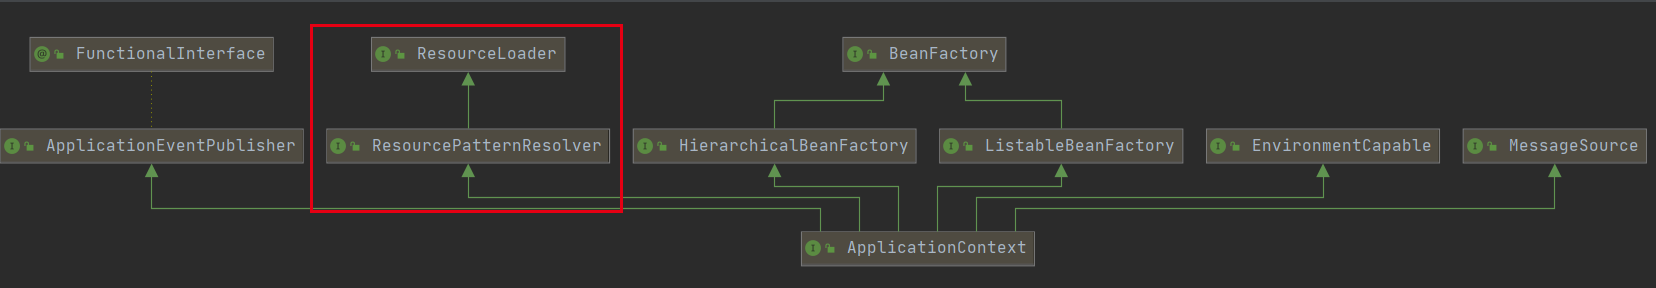 FunctionalInterface
ResourceLoader
BeanFactory
ApplicationEventPublisher
ResourcePatternResolver
HierarchicalBeanFactory
ListableBeanFactory
EnvironmentCapable
MessageSource
ApplicationContext